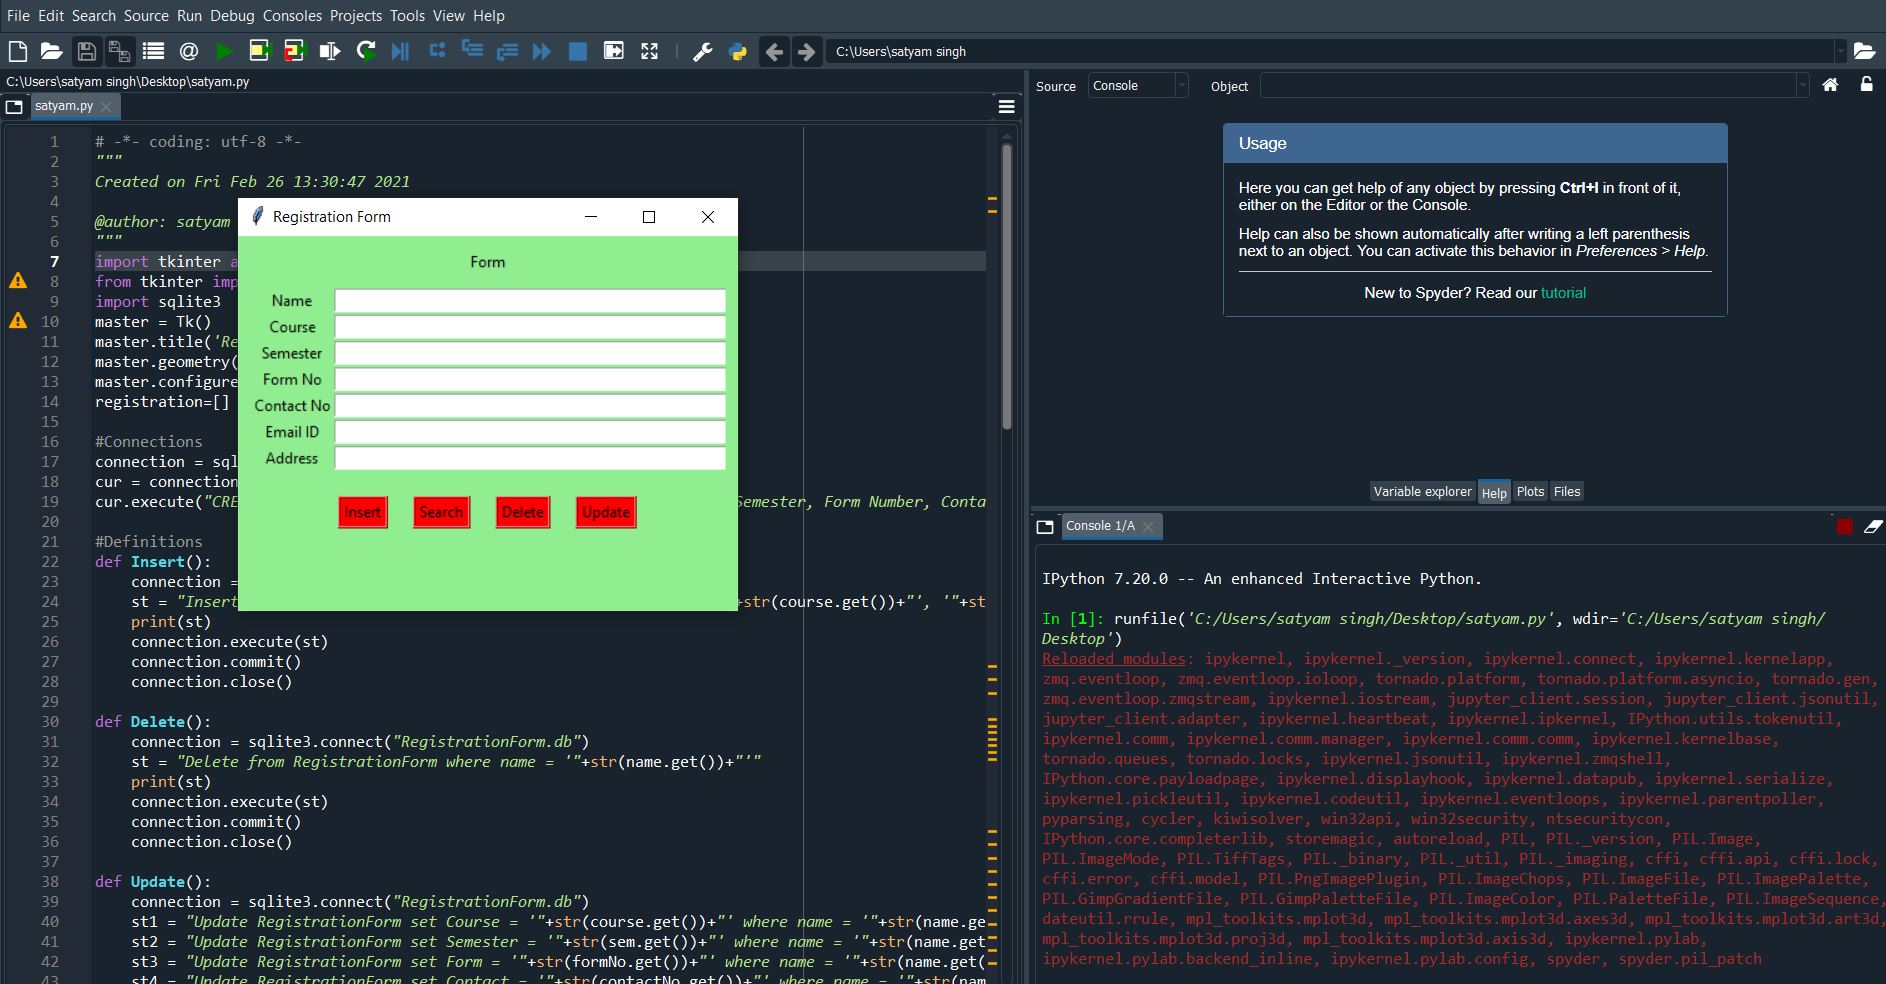 File Edit Search Source Run Debug Consoles Projects Tools View Help
C:\Users\satyam singh
C:\Users\satyam singh\Desktop\satyam.py
satyam.py
1 # -*- coding: utf-8 -*-
2 """
3 Created on Fri Feb 26 13:30:47 2021
4
5 @author: satyam
6 """
7 import tkinter a
8 from tkinter imp
9 import sqlite3
10 master = Tk()
11 master.title('Re
12 master.geometry(
13 master.configure
14 registration=[]
15
16 #Connections
17 connection = sql
18 cur = connection
19 cur.execute("CRE Semester, Form Number, Conta
20
21 #Definitions
22 def Insert():
23 connection =
24 st = "Insert +str(course.get())+"', '"+st
25 print(st)
26 connection.execute(st)
27 connection.commit()
28 connection.close()
29
30 def Delete():
31 connection = sqlite3.connect("RegistrationForm.db")
32 st = "Delete from RegistrationForm where name = '"+str(name.get())+"'"
33 print(st)
34 connection.execute(st)
35 connection.commit()
36 connection.close()
37
38 def Update():
39 connection = sqlite3.connect("RegistrationForm.db")
40 st1 = "Update RegistrationForm set Course = '"+str(course.get())+"' where name = '"+str(name.ge
41 st2 = "Update RegistrationForm set Semester = '"+str(sem.get())+"' where name = '"+str(name.get
42 st3 = "Update RegistrationForm set Form = '"+str(formNo.get())+"' where name = '"+str(name.get(
43 st4 = "Update RegistrationForm set Contact = '"+str(contactNo.get())+"' where name = '"+str(nam
Registration Form
Form
Name
Course
Semester
Form No
Contact No
Email ID
Address
Insert Search Delete Update
Source Console Object
Usage
Here you can get help of any object by pressing Ctrl+I in front of it,
either on the Editor or the Console.
Help can also be shown automatically after writing a left parenthesis
next to an object. You can activate this behavior in Preferences > Help.
New to Spyder? Read our tutorial
Variable explorer Help Plots Files
Console 1/A
IPython 7.20.0 -- An enhanced Interactive Python.
In [1]: runfile('C:/Users/satyam singh/Desktop/satyam.py', wdir='C:/Users/satyam singh/
Desktop')
Reloaded modules: ipykernel, ipykernel._version, ipykernel.connect, ipykernel.kernelapp,
zmq.eventloop, zmq.eventloop.ioloop, tornado.platform, tornado.platform.asyncio, tornado.gen,
zmq.eventloop.zmqstream, ipykernel.iostream, jupyter_client.session, jupyter_client.jsonutil,
jupyter_client.adapter, ipykernel.heartbeat, ipykernel.ipkernel, IPython.utils.tokenutil,
ipykernel.comm, ipykernel.comm.manager, ipykernel.comm.comm, ipykernel.kernelbase,
tornado.queues, tornado.locks, ipykernel.jsonutil, ipykernel.zmqshell,
IPython.core.payloadpage, ipykernel.displayhook, ipykernel.datapub, ipykernel.serialize,
ipykernel.pickleutil, ipykernel.codeutil, ipykernel.eventloops, ipykernel.parentpoller,
pyparsing, cycler, kiwisolver, win32api, win32security, ntsecuritycon,
IPython.core.completerlib, storemagic, autoreload, PIL, PIL._version, PIL.Image,
PIL.ImageMode, PIL.TiffTags, PIL._binary, PIL._util, PIL._imaging, cffi, cffi.api, cffi.lock,
cffi.error, cffi.model, PIL.PngImagePlugin, PIL.ImageChops, PIL.ImageFile, PIL.ImagePalette,
PIL.GimpGradientFile, PIL.GimpPaletteFile, PIL.ImageColor, PIL.PaletteFile, PIL.ImageSequence,
dateutil.rrule, mpl_toolkits.mplot3d, mpl_toolkits.mplot3d.axes3d, mpl_toolkits.mplot3d.art3d,
mpl_toolkits.mplot3d.proj3d, mpl_toolkits.mplot3d.axis3d, ipykernel.pylab,
ipykernel.pylab.backend_inline, ipykernel.pylab.config, spyder, spyder.pil_patch